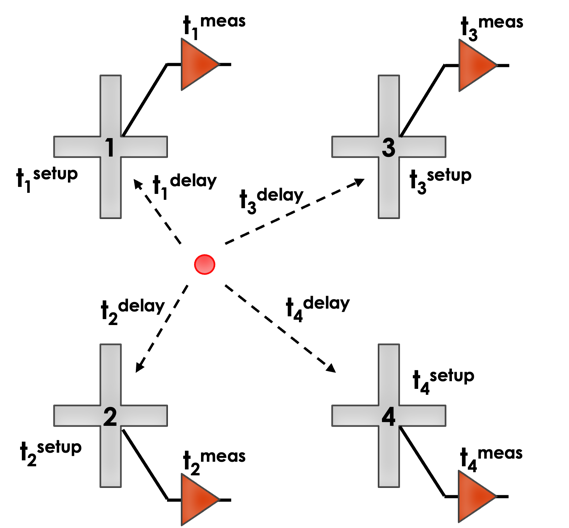 t₁ᵐᵉᵃˢ
t₃ᵐᵉᵃˢ
1
3
t₁ˢᵉᵗᵘᵖ
t₃ˢᵉᵗᵘᵖ
t₁ᵈᵉˡᵃʸ
t₃ᵈᵉˡᵃʸ
t₂ᵈᵉˡᵃʸ
t₄ᵈᵉˡᵃʸ
t₄ˢᵉᵗᵘᵖ
2
4
t₂ˢᵉᵗᵘᵖ
t₂ᵐᵉᵃˢ
t₄ᵐᵉᵃˢ